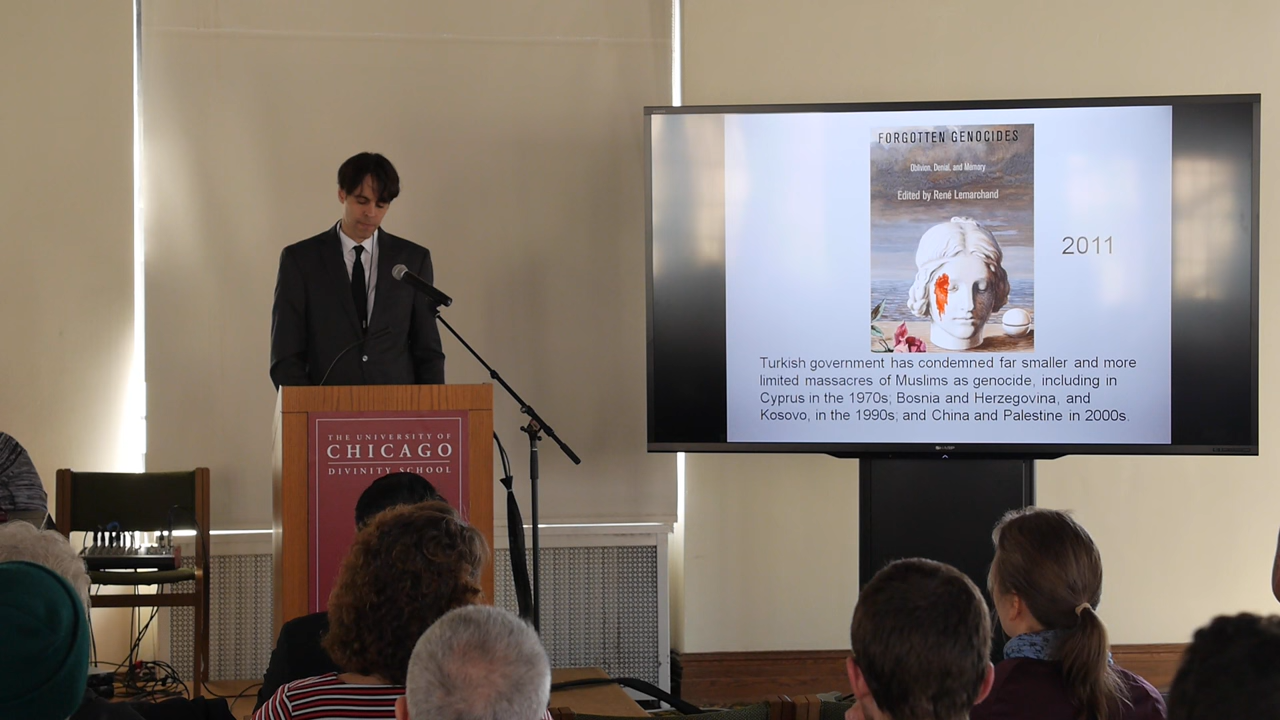 THE UNIVERSITY OF
CHICAGO
DIVINITY SCHOOL
FORGOTTEN GENOCIDES
Oblivion, Denial, and Memory
Edited by René Lemarchand
2011
Turkish government has condemned far smaller and more
limited massacres of Muslims as genocide, including in
Cyprus in the 1970s; Bosnia and Herzegovina, and
Kosovo, in the 1990s; and China and Palestine in 2000s.